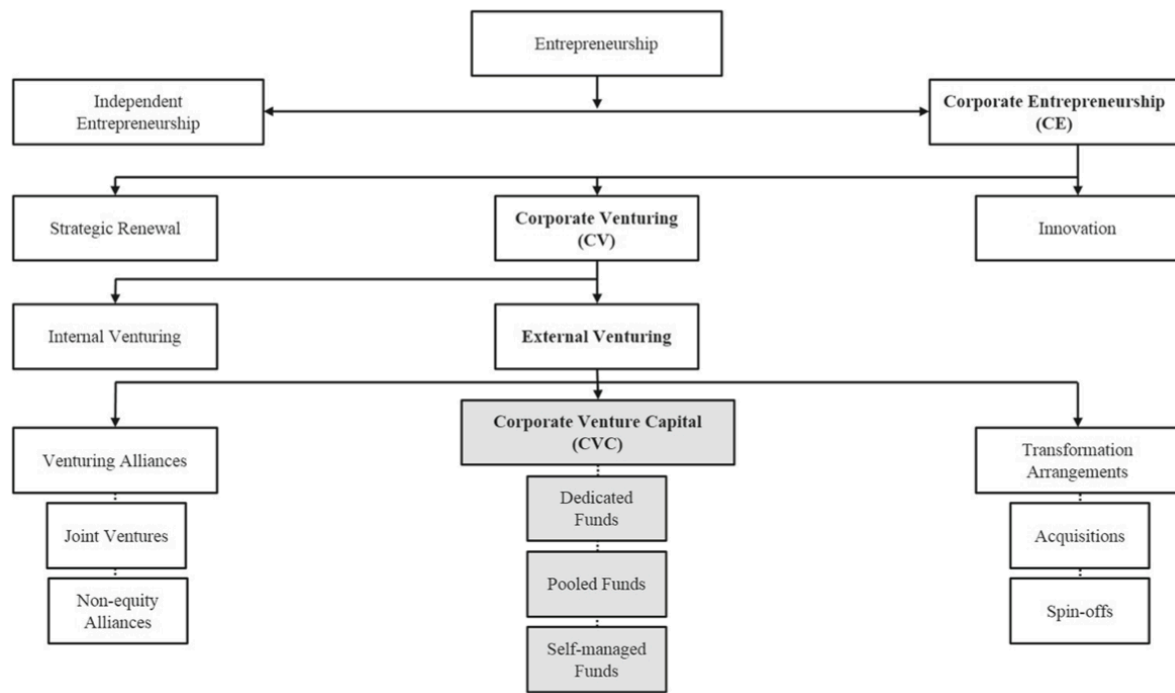 Entrepreneurship
Independent
Entrepreneurship
Corporate Entrepreneurship
(CE)
Strategic Renewal
Corporate Venturing
(CV)
Innovation
Internal Venturing
External Venturing
Venturing Alliances
Corporate Venture Capital
(CVC)
Transformation
Arrangements
Joint Ventures
Dedicated
Funds
Acquisitions
Non-equity
Alliances
Pooled Funds
Spin-offs
Self-managed
Funds